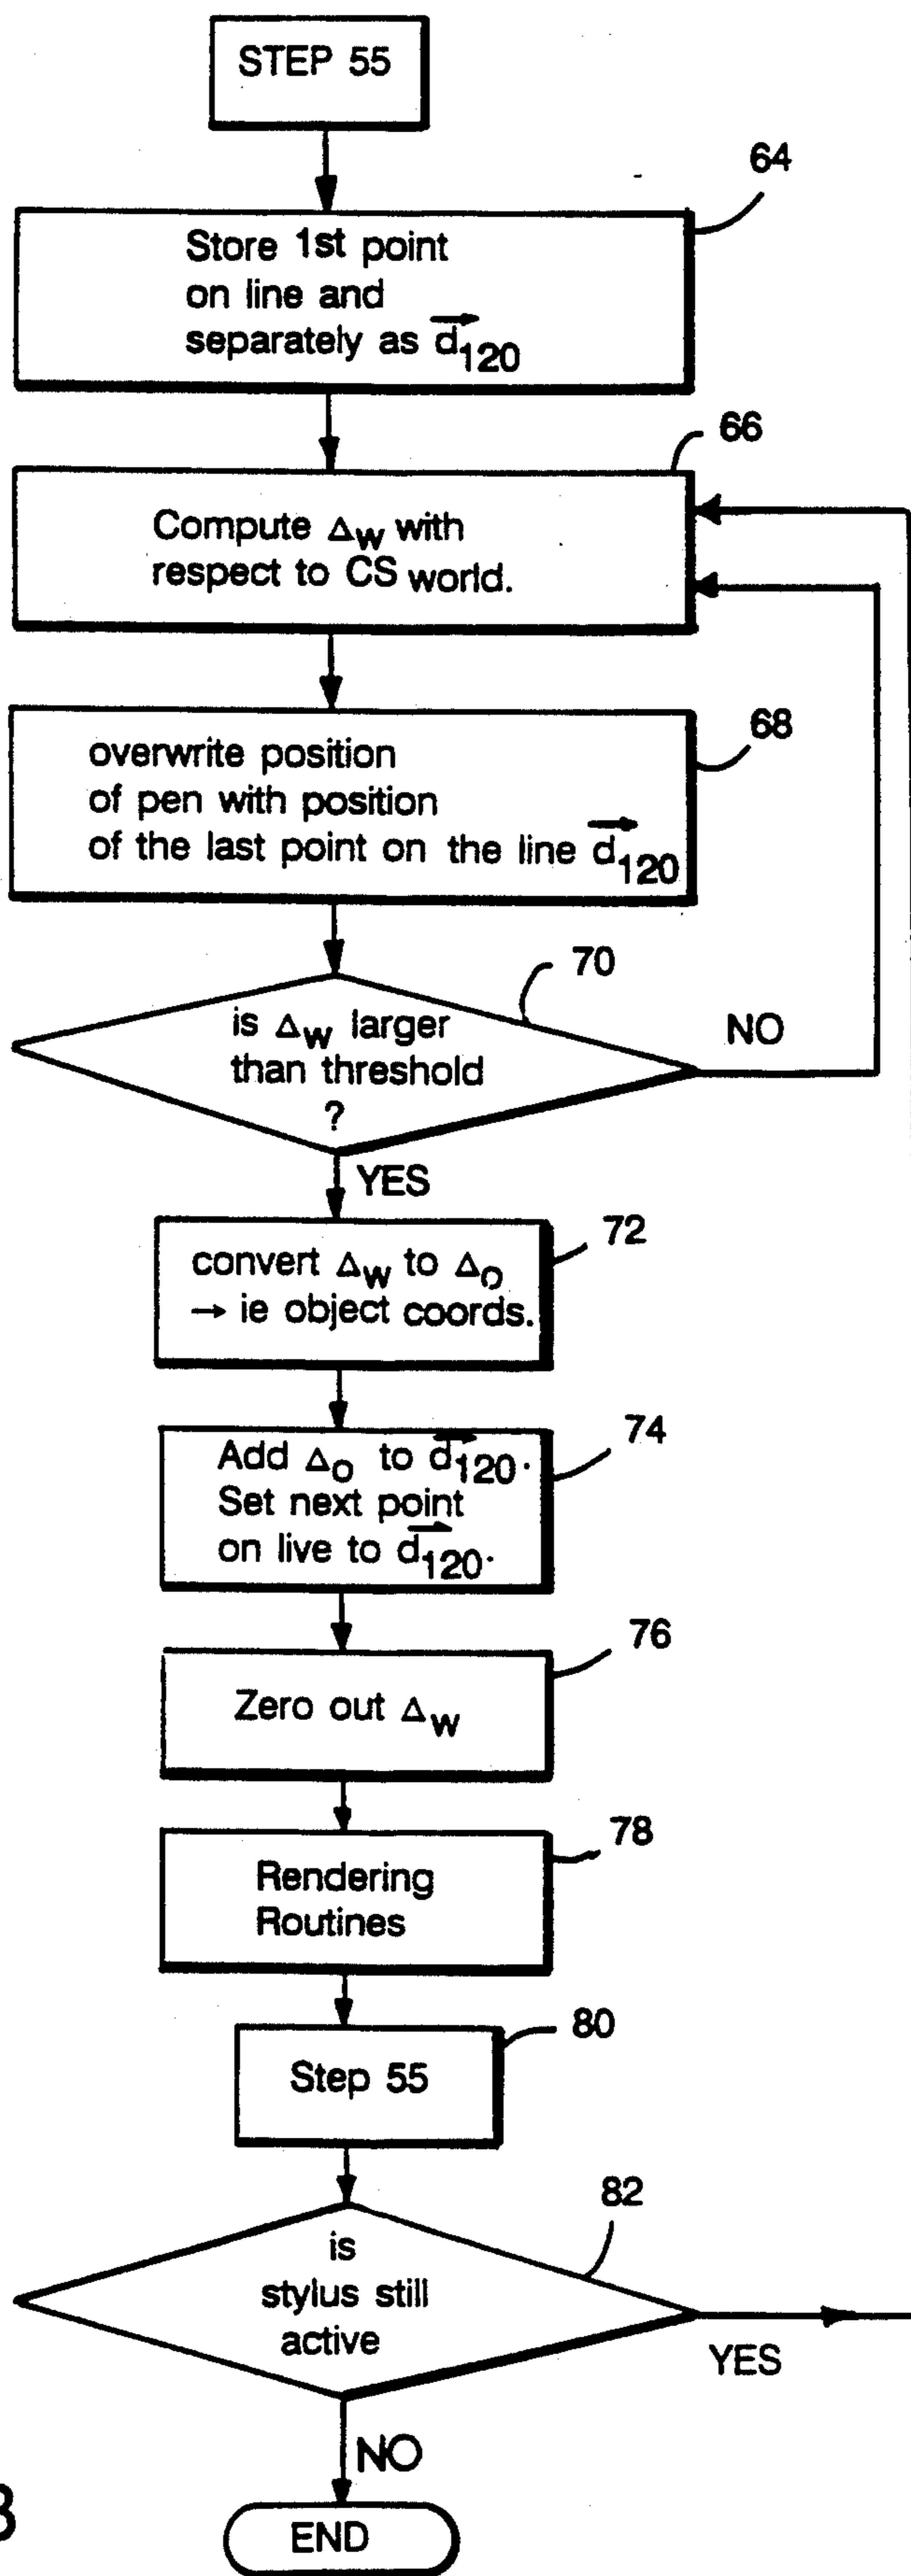 STEP 55
64
Store 1st point
on line and
separately as d120
66
Compute Δw with
respect to CS world.
68
overwrite position
of pen with position
of the last point on the line d120
70
is Δw larger
than threshold
?
NO
YES
72
convert Δw to Δo
→ ie object coords.
74
Add Δo to d120.
Set next point
on live to d120.
76
Zero out Δw
78
Rendering
Routines
80
Step 55
82
is
stylus still
active
YES
NO
END